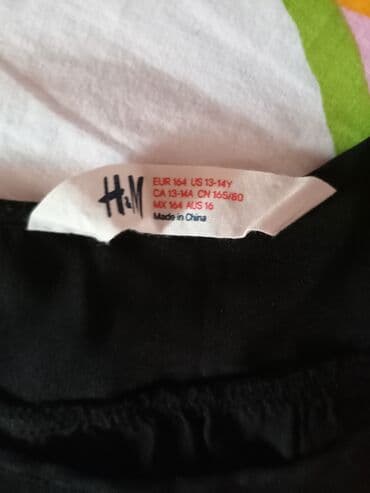 H&M
EUR 164 US 13-14Y
CA 13-14A CN 165/80
MX 164 AUS 16
Made in China